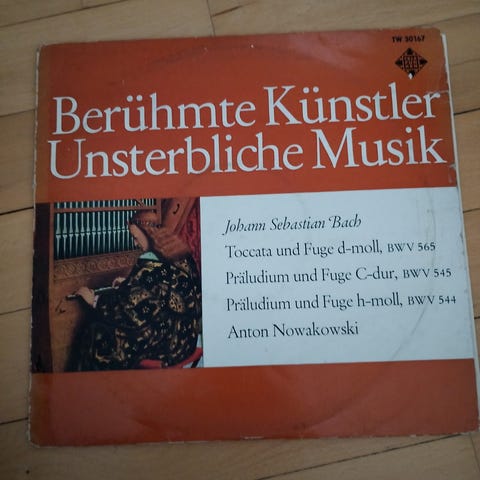 TW 30167
Berühmte Künstler
Unsterbliche Musik
Johann Sebastian Bach
Toccata und Fuge d-moll, BWV 565
Präludium und Fuge C-dur, BWV 545
Präludium und Fuge h-moll, BWV 544
Anton Nowakowski